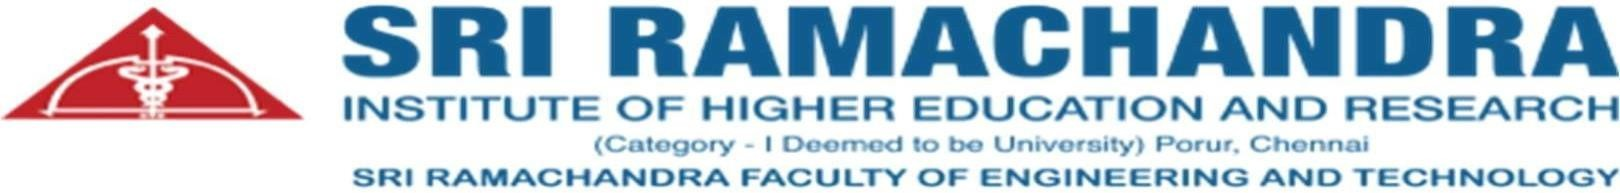 SRI RAMACHANDRA
INSTITUTE OF HIGHER EDUCATION AND RESEARCH
(Category - I Deemed to be University) Porur, Chennai
SRI RAMACHANDRA FACULTY OF ENGINEERING AND TECHNOLOGY